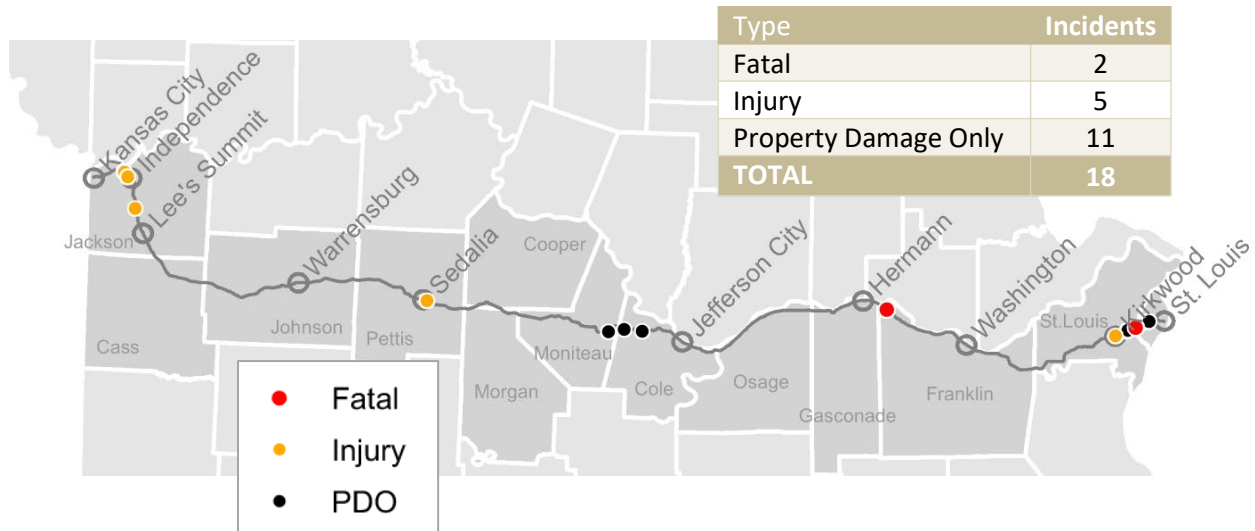 Type Incidents
Fatal 2
Injury 5
Property Damage Only 11
TOTAL 18
Kansas City
Independence
Lee's Summit
Warrensburg
Sedalia
Jefferson City
Hermann
Washington
Kirkwood
St. Louis
Jackson
Cass
Johnson
Pettis
Cooper
Morgan
Moniteau
Cole
Osage
Gasconade
Franklin
St.Louis
Fatal
Injury
PDO